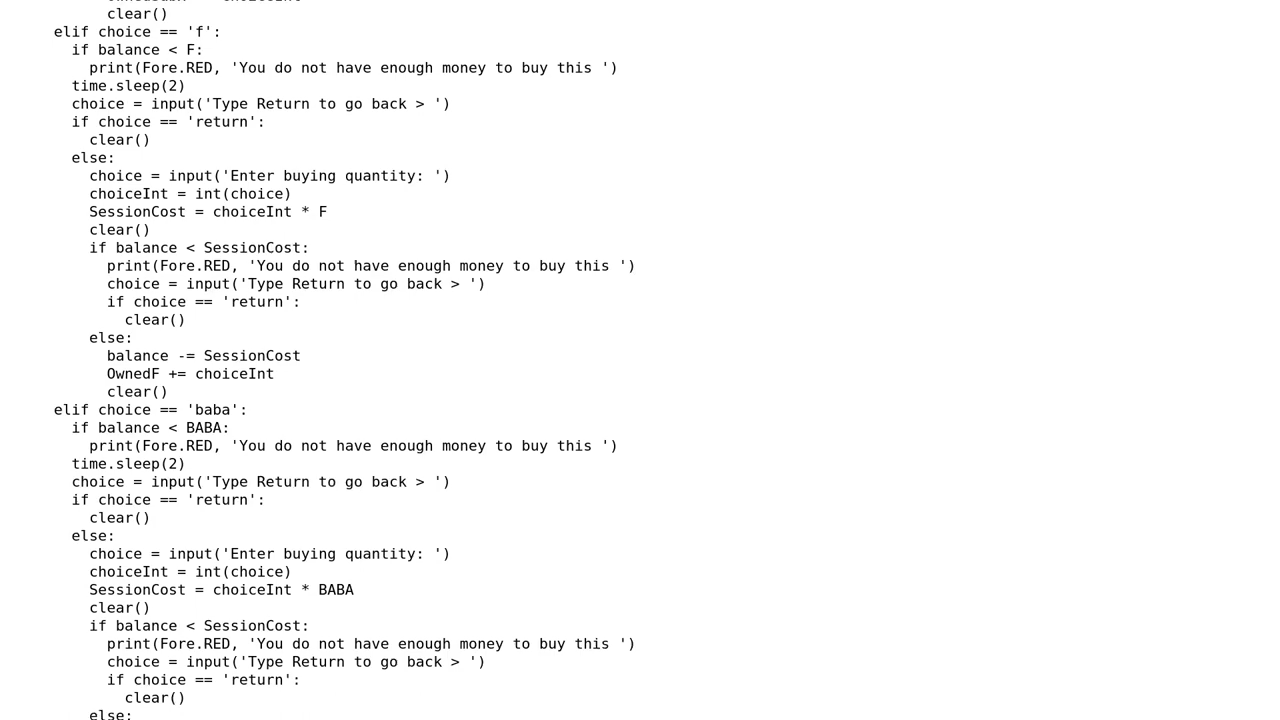 clear()
elif choice == 'f':
if balance < F:
print(Fore.RED, 'You do not have enough money to buy this ')
time.sleep(2)
choice = input('Type Return to go back > ')
if choice == 'return':
clear()
else:
choice = input('Enter buying quantity: ')
choiceInt = int(choice)
SessionCost = choiceInt * F
clear()
if balance < SessionCost:
print(Fore.RED, 'You do not have enough money to buy this ')
choice = input('Type Return to go back > ')
if choice == 'return':
clear()
else:
balance -= SessionCost
OwnedF += choiceInt
clear()
elif choice == 'baba':
if balance < BABA:
print(Fore.RED, 'You do not have enough money to buy this ')
time.sleep(2)
choice = input('Type Return to go back > ')
if choice == 'return':
clear()
else:
choice = input('Enter buying quantity: ')
choiceInt = int(choice)
SessionCost = choiceInt * BABA
clear()
if balance < SessionCost:
print(Fore.RED, 'You do not have enough money to buy this ')
choice = input('Type Return to go back > ')
if choice == 'return':
clear()
else: